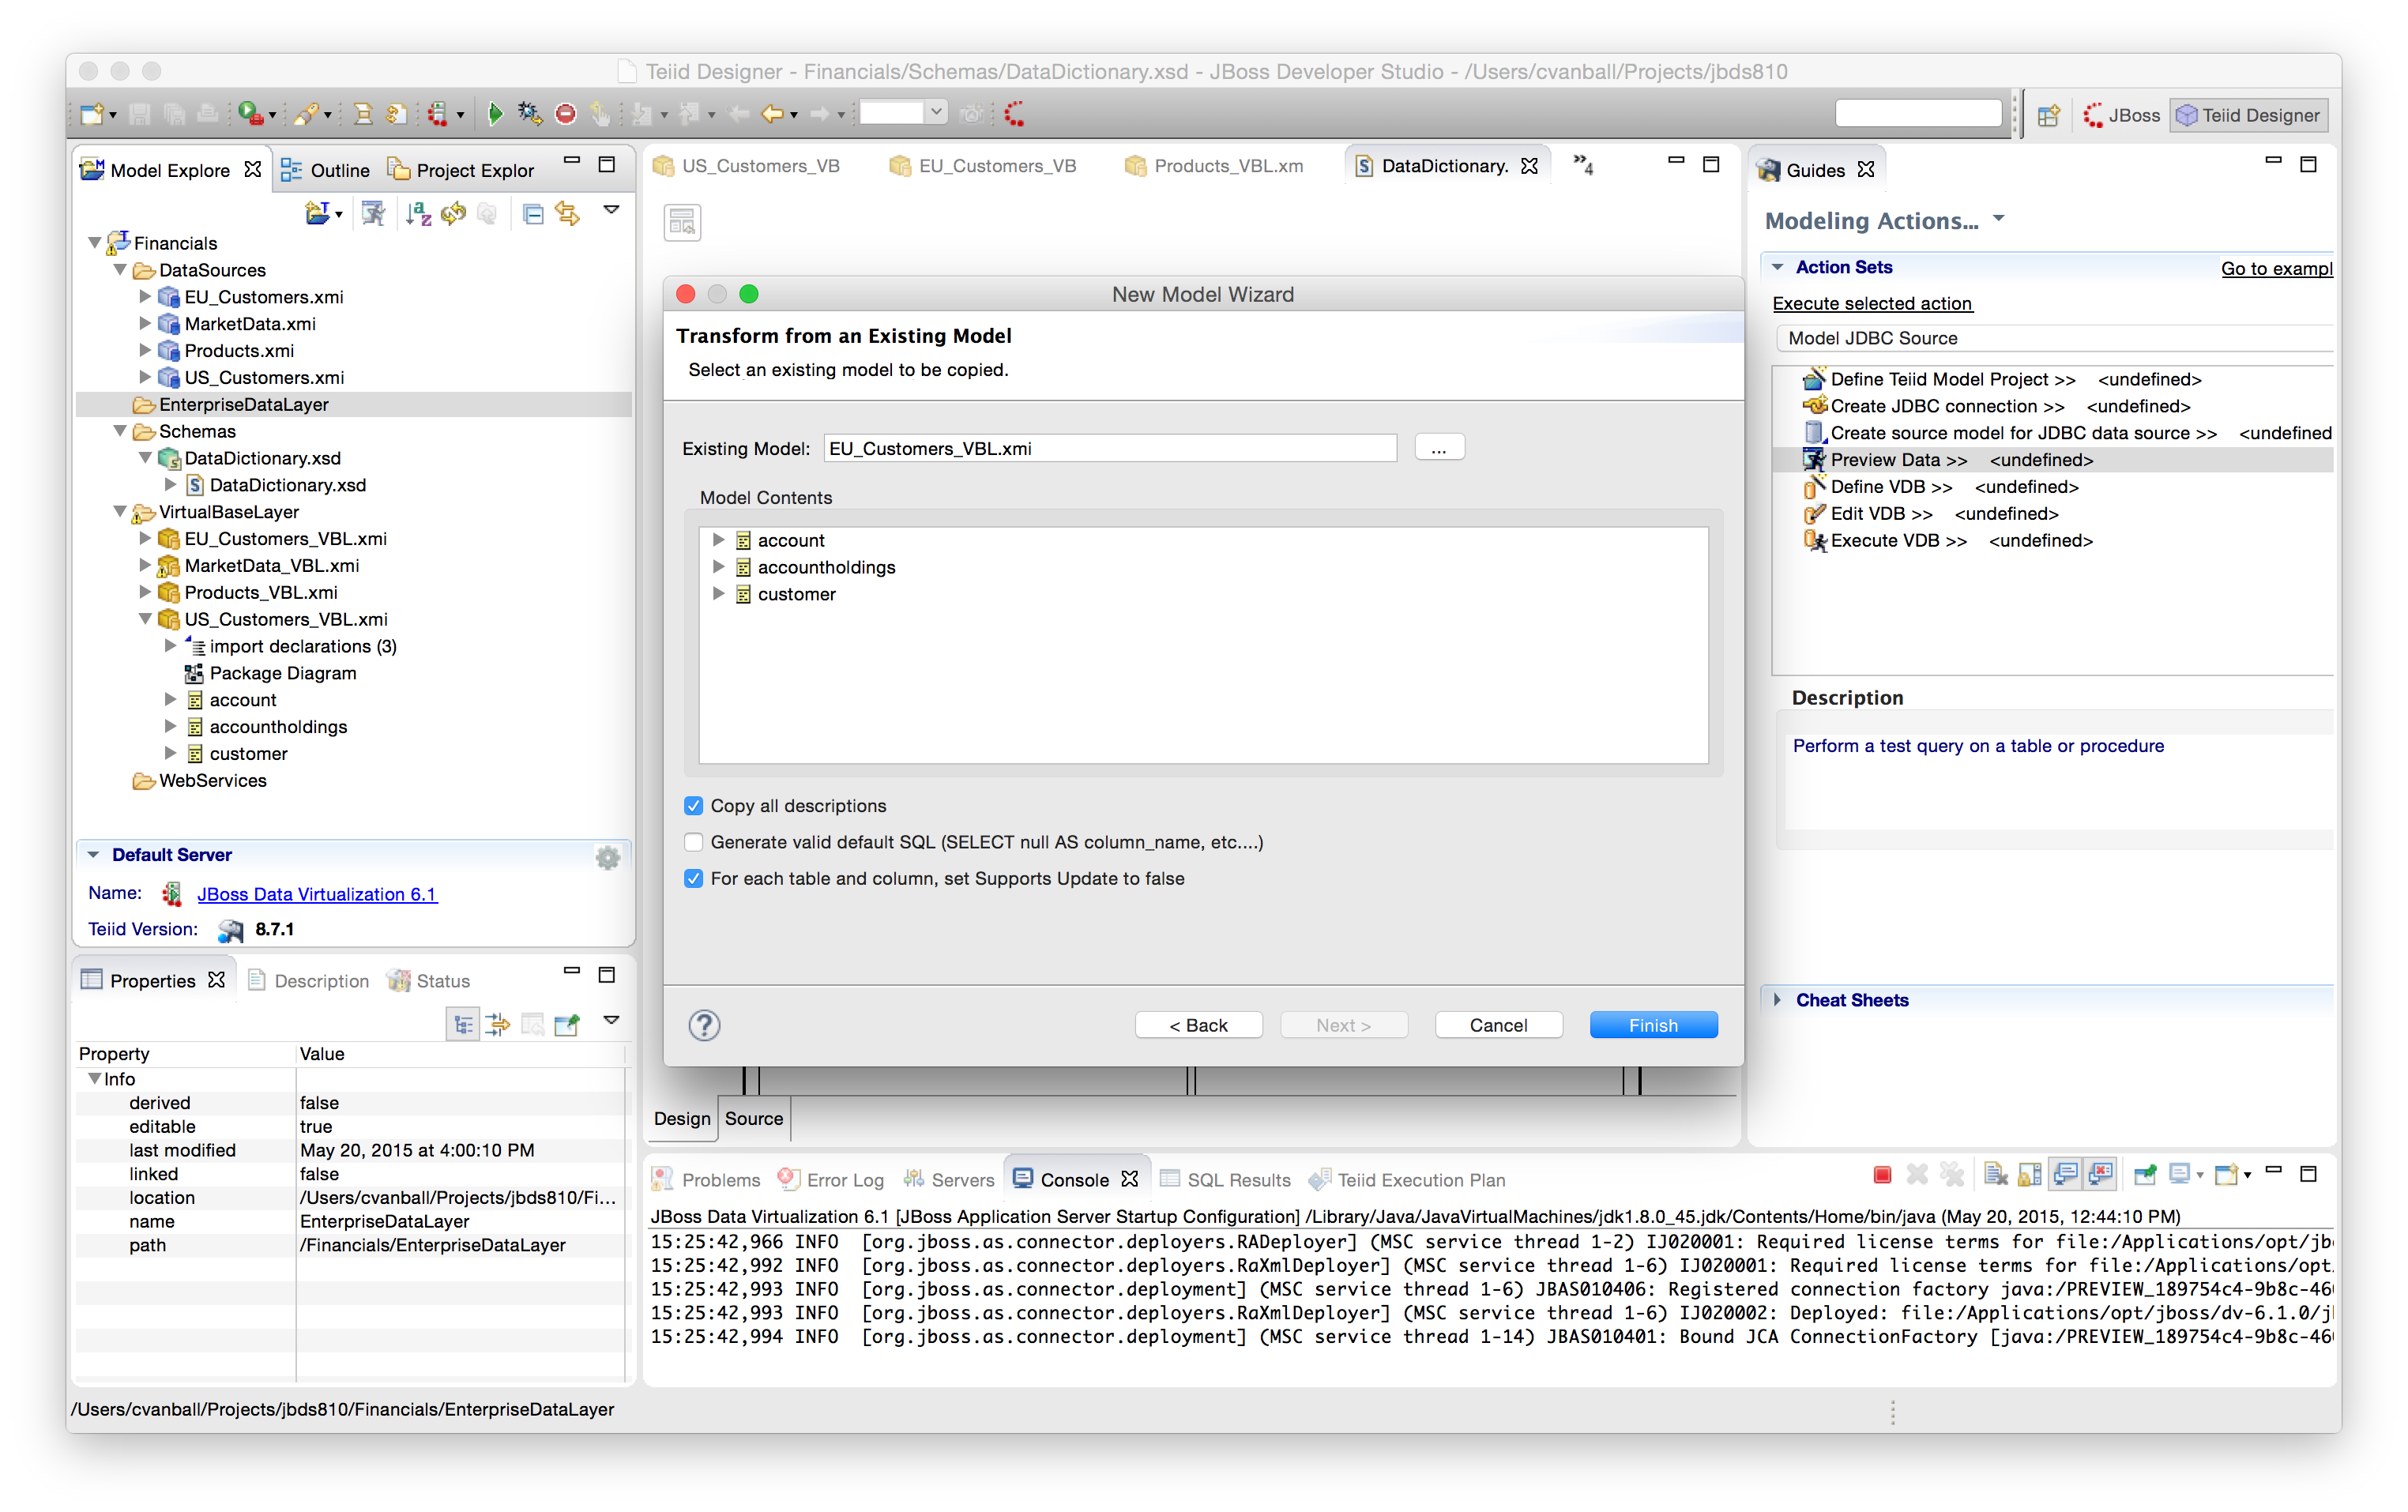 Teiid Designer - Financials/Schemas/DataDictionary.xsd - JBoss Developer Studio - /Users/cvanball/Projects/jbds810
JBoss
Teiid Designer
Model Explore
Outline
Project Explor
Financials
DataSources
EU_Customers.xmi
MarketData.xmi
Products.xmi
US_Customers.xmi
EnterpriseDataLayer
Schemas
DataDictionary.xsd
DataDictionary.xsd
VirtualBaseLayer
EU_Customers_VBL.xmi
MarketData_VBL.xmi
Products_VBL.xmi
US_Customers_VBL.xmi
import declarations (3)
Package Diagram
account
accountholdings
customer
WebServices
Default Server
Name: JBoss Data Virtualization 6.1
Teiid Version: 8.7.1
Properties
Description
Status
Property Value
Info
derived false
editable true
last modified May 20, 2015 at 4:00:10 PM
linked false
location /Users/cvanball/Projects/jbds810/Fi...
name EnterpriseDataLayer
path /Financials/EnterpriseDataLayer
US_Customers_VB
EU_Customers_VB
Products_VBL.xm
DataDictionary.
»4
New Model Wizard
Transform from an Existing Model
Select an existing model to be copied.
Existing Model: EU_Customers_VBL.xmi ...
Model Contents
account
accountholdings
customer
Copy all descriptions
Generate valid default SQL (SELECT null AS column_name, etc....)
For each table and column, set Supports Update to false
?
< Back
Next >
Cancel
Finish
Design
Source
Guides
Modeling Actions...
Action Sets
Go to exampl
Execute selected action
Model JDBC Source
Define Teiid Model Project >> <undefined>
Create JDBC connection >> <undefined>
Create source model for JDBC data source >> <undefined
Preview Data >> <undefined>
Define VDB >> <undefined>
Edit VDB >> <undefined>
Execute VDB >> <undefined>
Description
Perform a test query on a table or procedure
Cheat Sheets
Problems
Error Log
Servers
Console
SQL Results
Teiid Execution Plan
JBoss Data Virtualization 6.1 [JBoss Application Server Startup Configuration] /Library/Java/JavaVirtualMachines/jdk1.8.0_45.jdk/Contents/Home/bin/java (May 20, 2015, 12:44:10 PM)
15:25:42,966 INFO [org.jboss.as.connector.deployers.RADeployer] (MSC service thread 1-2) IJ020001: Required license terms for file:/Applications/opt/jb
15:25:42,992 INFO [org.jboss.as.connector.deployers.RaXmlDeployer] (MSC service thread 1-6) IJ020001: Required license terms for file:/Applications/opt
15:25:42,993 INFO [org.jboss.as.connector.deployment] (MSC service thread 1-6) JBAS010406: Registered connection factory java:/PREVIEW_189754c4-9b8c-46
15:25:42,993 INFO [org.jboss.as.connector.deployers.RaXmlDeployer] (MSC service thread 1-6) IJ020002: Deployed: file:/Applications/opt/jboss/dv-6.1.0/j
15:25:42,994 INFO [org.jboss.as.connector.deployment] (MSC service thread 1-14) JBAS010401: Bound JCA ConnectionFactory [java:/PREVIEW_189754c4-9b8c-46
/Users/cvanball/Projects/jbds810/Financials/EnterpriseDataLayer